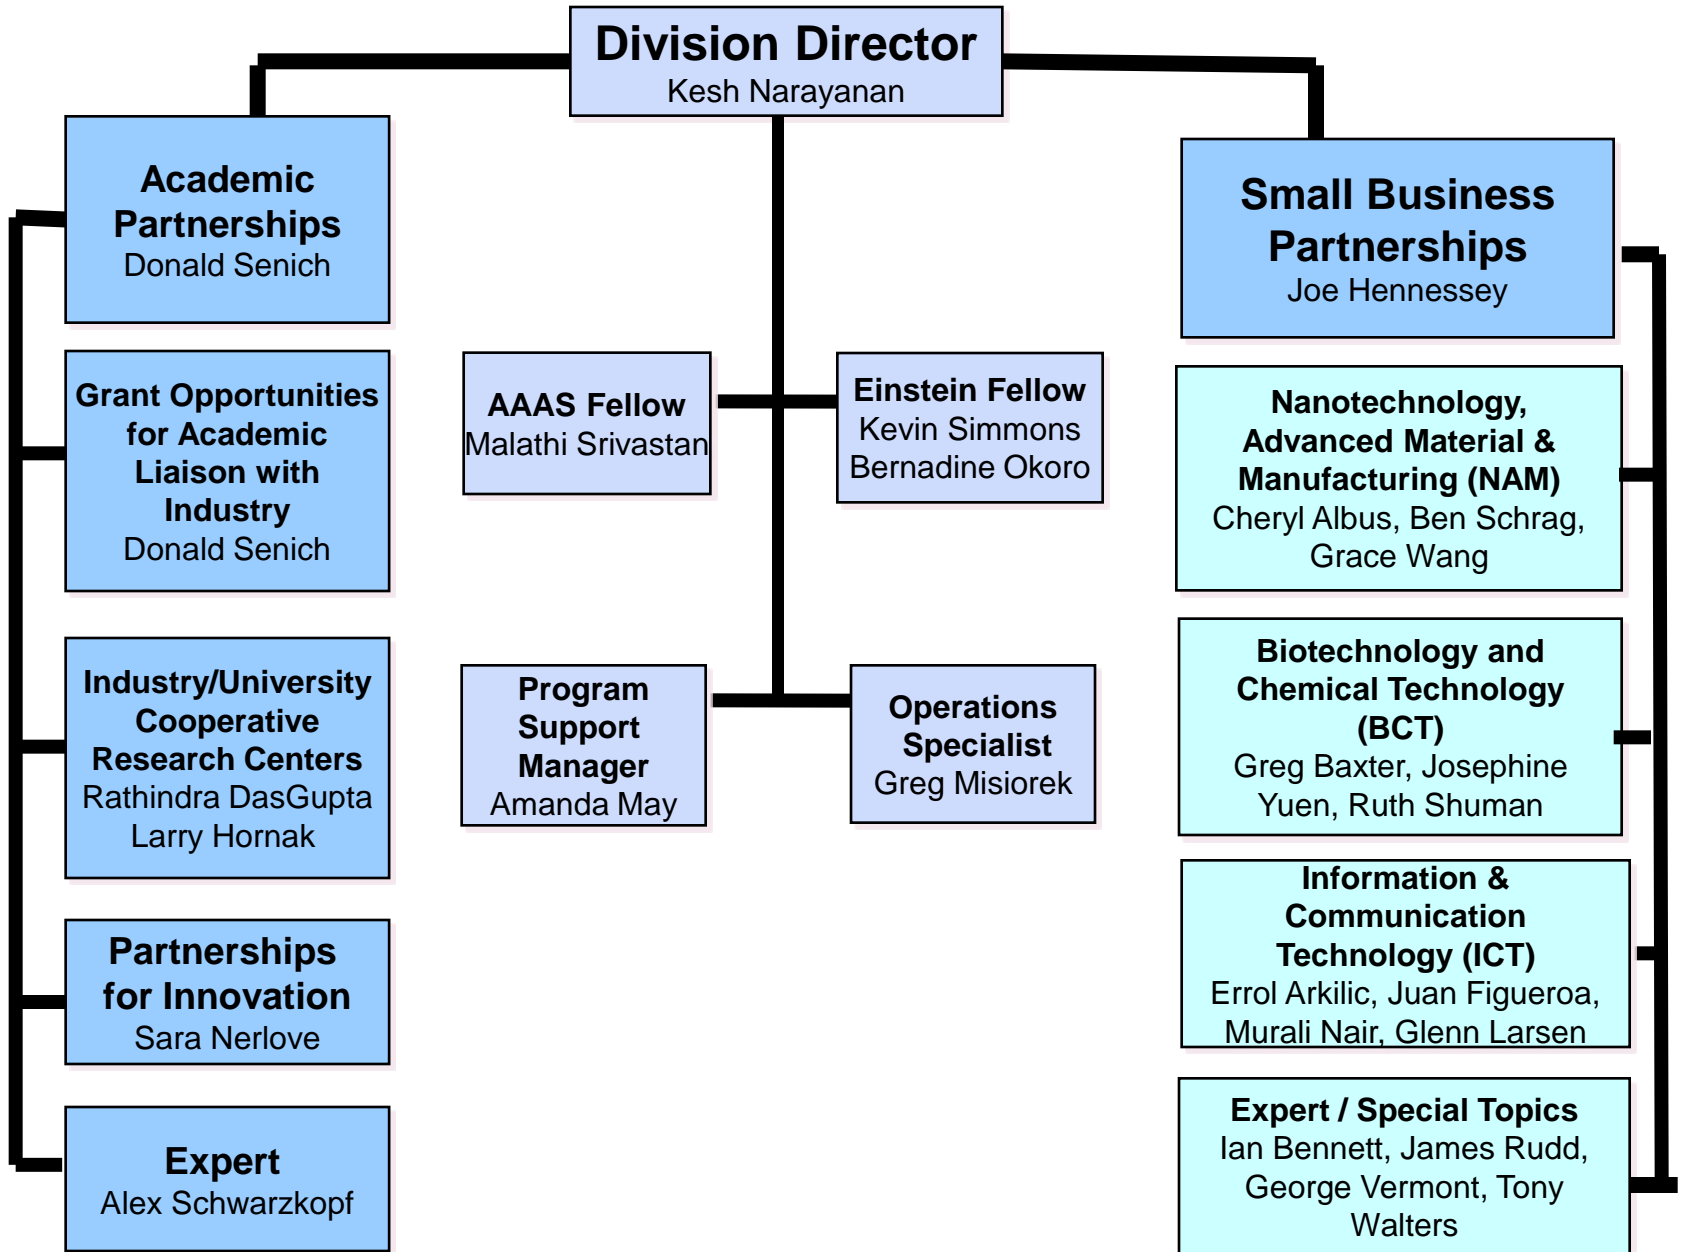 Division Director
Kesh Narayanan
Academic
Partnerships
Donald Senich
Small Business
Partnerships
Joe Hennessey
Grant Opportunities
for Academic
Liaison with
Industry
Donald Senich
AAAS Fellow
Malathi Srivastan
Einstein Fellow
Kevin Simmons
Bernadine Okoro
Nanotechnology,
Advanced Material &
Manufacturing (NAM)
Cheryl Albus, Ben Schrag,
Grace Wang
Industry/University
Cooperative
Research Centers
Rathindra DasGupta
Larry Hornak
Program
Support
Manager
Amanda May
Operations
Specialist
Greg Misiorek
Biotechnology and
Chemical Technology
(BCT)
Greg Baxter, Josephine
Yuen, Ruth Shuman
Partnerships
for Innovation
Sara Nerlove
Information &
Communication
Technology (ICT)
Errol Arkilic, Juan Figueroa,
Murali Nair, Glenn Larsen
Expert
Alex Schwarzkopf
Expert / Special Topics
Ian Bennett, James Rudd,
George Vermont, Tony
Walters